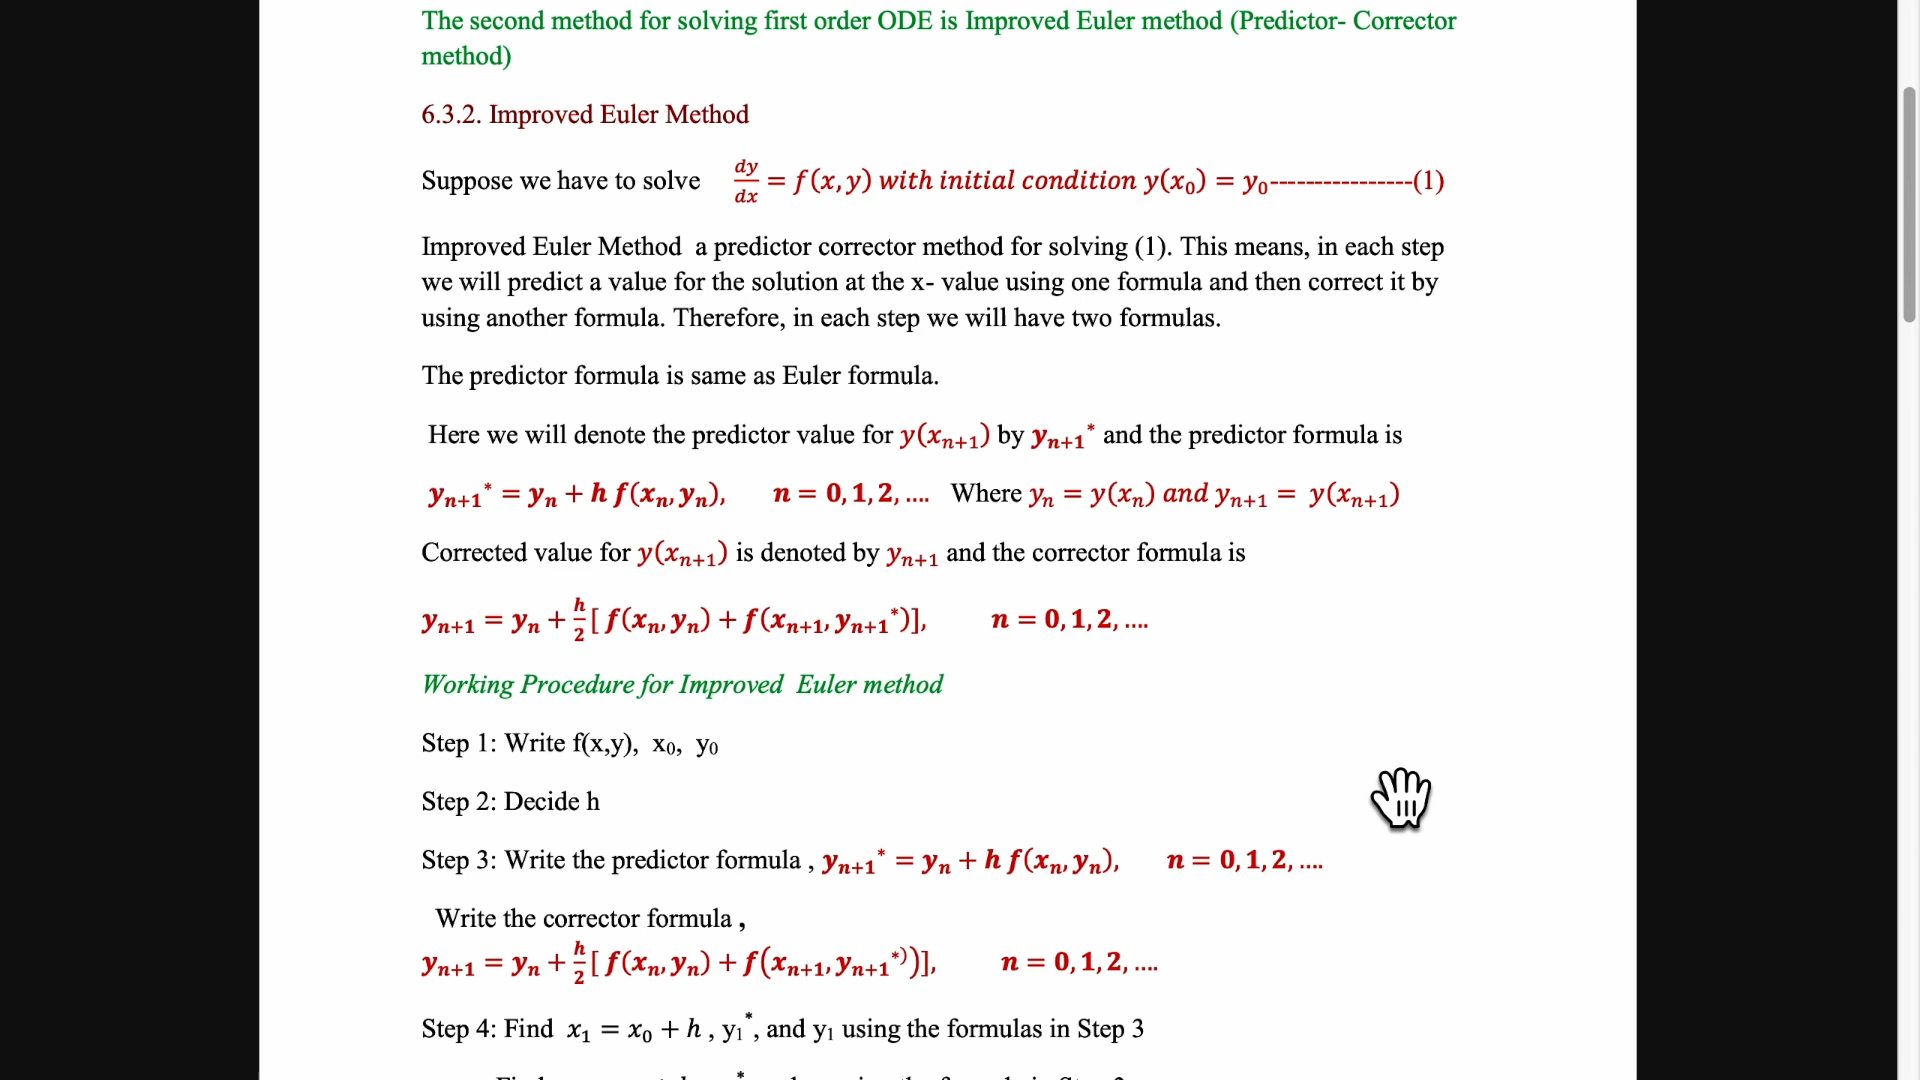 The second method for solving first order ODE is Improved Euler method (Predictor- Corrector
method)
6.3.2. Improved Euler Method
Suppose we have to solve dy/dx = f(x, y) with initial condition y(x₀) = y₀----------------(1)
Improved Euler Method a predictor corrector method for solving (1). This means, in each step
we will predict a value for the solution at the x- value using one formula and then correct it by
using another formula. Therefore, in each step we will have two formulas.
The predictor formula is same as Euler formula.
Here we will denote the predictor value for y(xₙ₊₁) by yₙ₊₁* and the predictor formula is
yₙ₊₁* = yₙ + h f(xₙ, yₙ), n = 0, 1, 2, .... Where yₙ = y(xₙ) and yₙ₊₁ = y(xₙ₊₁)
Corrected value for y(xₙ₊₁) is denoted by yₙ₊₁ and the corrector formula is
yₙ₊₁ = yₙ + h/2 [ f(xₙ, yₙ) + f(xₙ₊₁, yₙ₊₁*)], n = 0, 1, 2, ....
Working Procedure for Improved Euler method
Step 1: Write f(x,y), x₀, y₀
Step 2: Decide h
Step 3: Write the predictor formula , yₙ₊₁* = yₙ + h f(xₙ, yₙ), n = 0, 1, 2, ....
Write the corrector formula ,
yₙ₊₁ = yₙ + h/2 [ f(xₙ, yₙ) + f(xₙ₊₁, yₙ₊₁*))], n = 0, 1, 2, ....
Step 4: Find x₁ = x₀ + h , y₁*, and y₁ using the formulas in Step 3